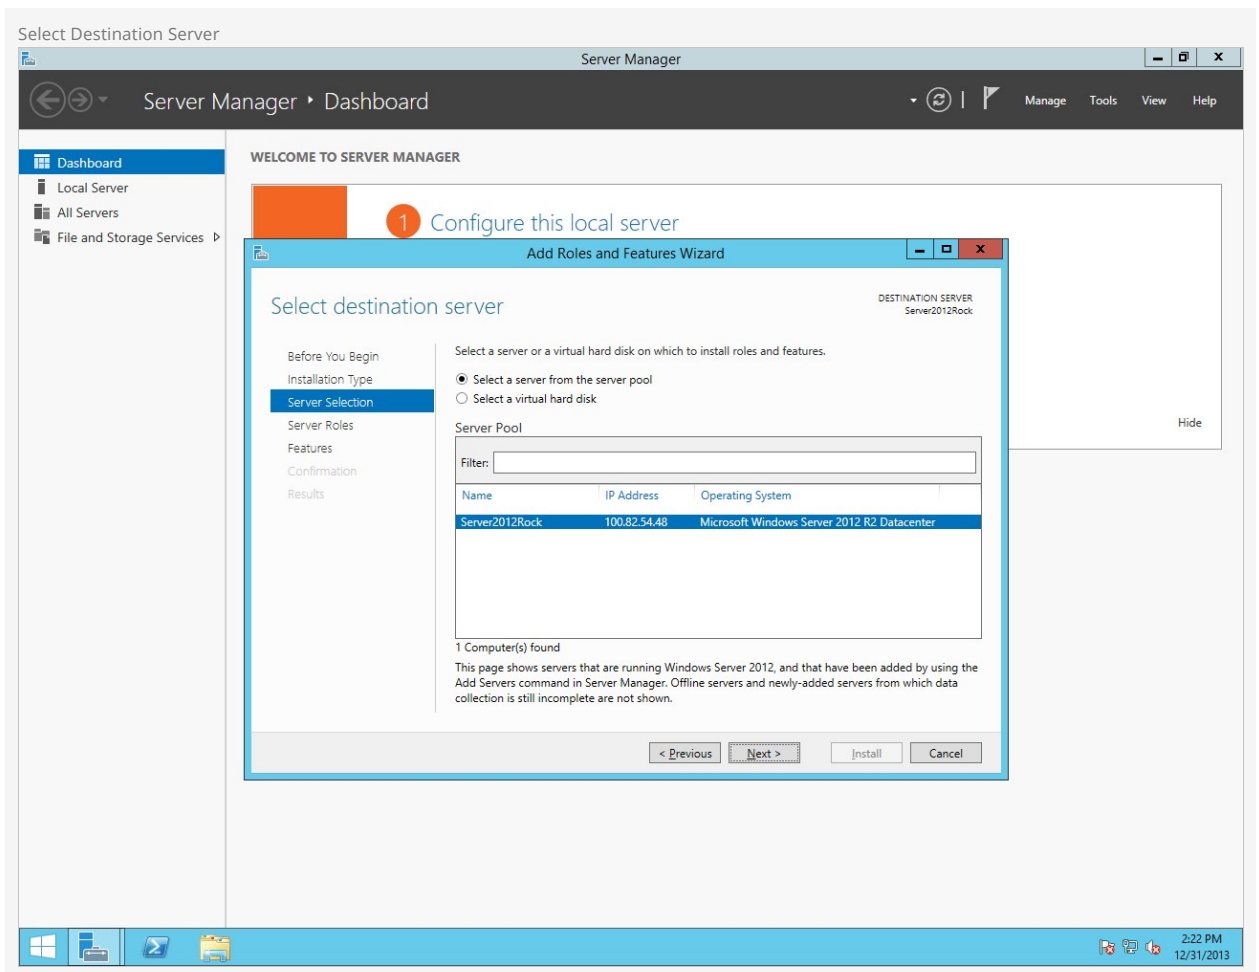 Select Destination Server
Server Manager
Server Manager ‣ Dashboard
Manage Tools View Help
Dashboard
Local Server
All Servers
File and Storage Services
WELCOME TO SERVER MANAGER
1 Configure this local server
Hide
Add Roles and Features Wizard
Select destination server
DESTINATION SERVER
Server2012Rock
Before You Begin
Installation Type
Server Selection
Server Roles
Features
Confirmation
Results
Select a server or a virtual hard disk on which to install roles and features.
Select a server from the server pool
Select a virtual hard disk
Server Pool
Filter:
Name IP Address Operating System
Server2012Rock 100.82.54.48 Microsoft Windows Server 2012 R2 Datacenter
1 Computer(s) found
This page shows servers that are running Windows Server 2012, and that have been added by using the
Add Servers command in Server Manager. Offline servers and newly-added servers from which data
collection is still incomplete are not shown.
< Previous Next > Install Cancel
2:22 PM
12/31/2013